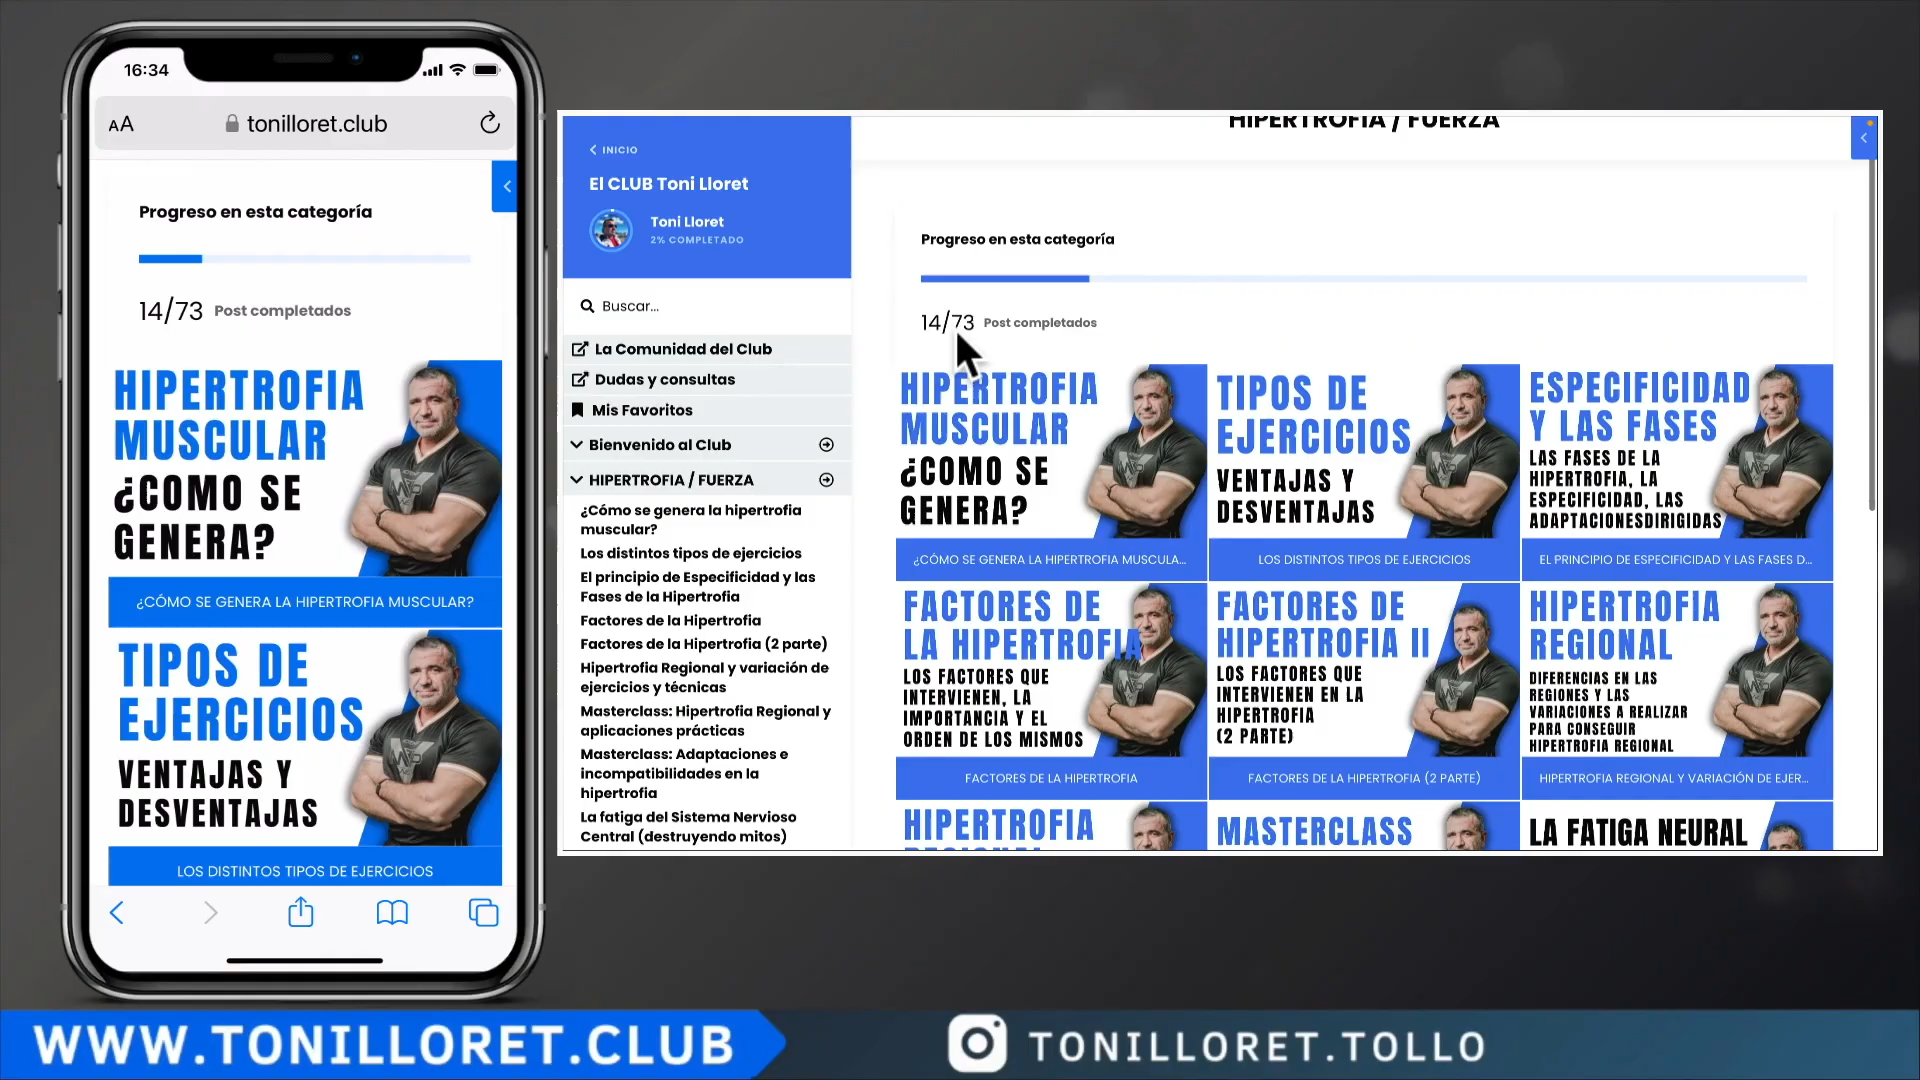 16:34
AA
tonilloret.club
Progreso en esta categoría
14/73 Post completados
HIPERTROFIA
MUSCULAR
¿COMO SE
GENERA?
¿CÓMO SE GENERA LA HIPERTROFIA MUSCULAR?
TIPOS DE
EJERCICIOS
VENTAJAS Y
DESVENTAJAS
LOS DISTINTOS TIPOS DE EJERCICIOS
INICIO
El CLUB Toni Lloret
Toni Lloret
2% COMPLETADO
Buscar...
La Comunidad del Club
Dudas y consultas
Mis Favoritos
Bienvenido al Club
HIPERTROFIA / FUERZA
¿Cómo se genera la hipertrofia
muscular?
Los distintos tipos de ejercicios
El principio de Especificidad y las
Fases de la Hipertrofia
Factores de la Hipertrofia
Factores de la Hipertrofia (2 parte)
Hipertrofia Regional y variación de
ejercicios y técnicas
Masterclass: Hipertrofia Regional y
aplicaciones prácticas
Masterclass: Adaptaciones e
incompatibilidades en la
hipertrofia
La fatiga del Sistema Nervioso
Central (destruyendo mitos)
HIPERTROFIA / FUERZA
Progreso en esta categoría
14/73 Post completados
HIPERTROFIA
MUSCULAR
¿COMO SE
GENERA?
¿CÓMO SE GENERA LA HIPERTROFIA MUSCULA...
TIPOS DE
EJERCICIOS
VENTAJAS Y
DESVENTAJAS
LOS DISTINTOS TIPOS DE EJERCICIOS
ESPECIFICIDAD
Y LAS FASES
LAS FASES DE LA
HIPERTROFIA, LA
ESPECIFICIDAD, LAS
ADAPTACIONESDIRIGIDAS
EL PRINCIPIO DE ESPECIFICIDAD Y LAS FASES D...
FACTORES DE
LA HIPERTROFIA
LOS FACTORES QUE
INTERVIENEN, LA
IMPORTANCIA Y EL
ORDEN DE LOS MISMOS
FACTORES DE LA HIPERTROFIA
FACTORES DE
HIPERTROFIA II
LOS FACTORES QUE
INTERVIENEN EN LA
HIPERTROFIA
(2 PARTE)
FACTORES DE LA HIPERTROFIA (2 PARTE)
HIPERTROFIA
REGIONAL
DIFERENCIAS EN LAS
REGIONES Y LAS
VARIACIONES A REALIZAR
PARA CONSEGUIR
HIPERTROFIA REGIONAL
HIPERTROFIA REGIONAL Y VARIACIÓN DE EJER...
HIPERTROFIA
REGIONAL
MASTERCLASS
LA FATIGA NEURAL
WWW.TONILLORET.CLUB
TONILLORET.TOLLO